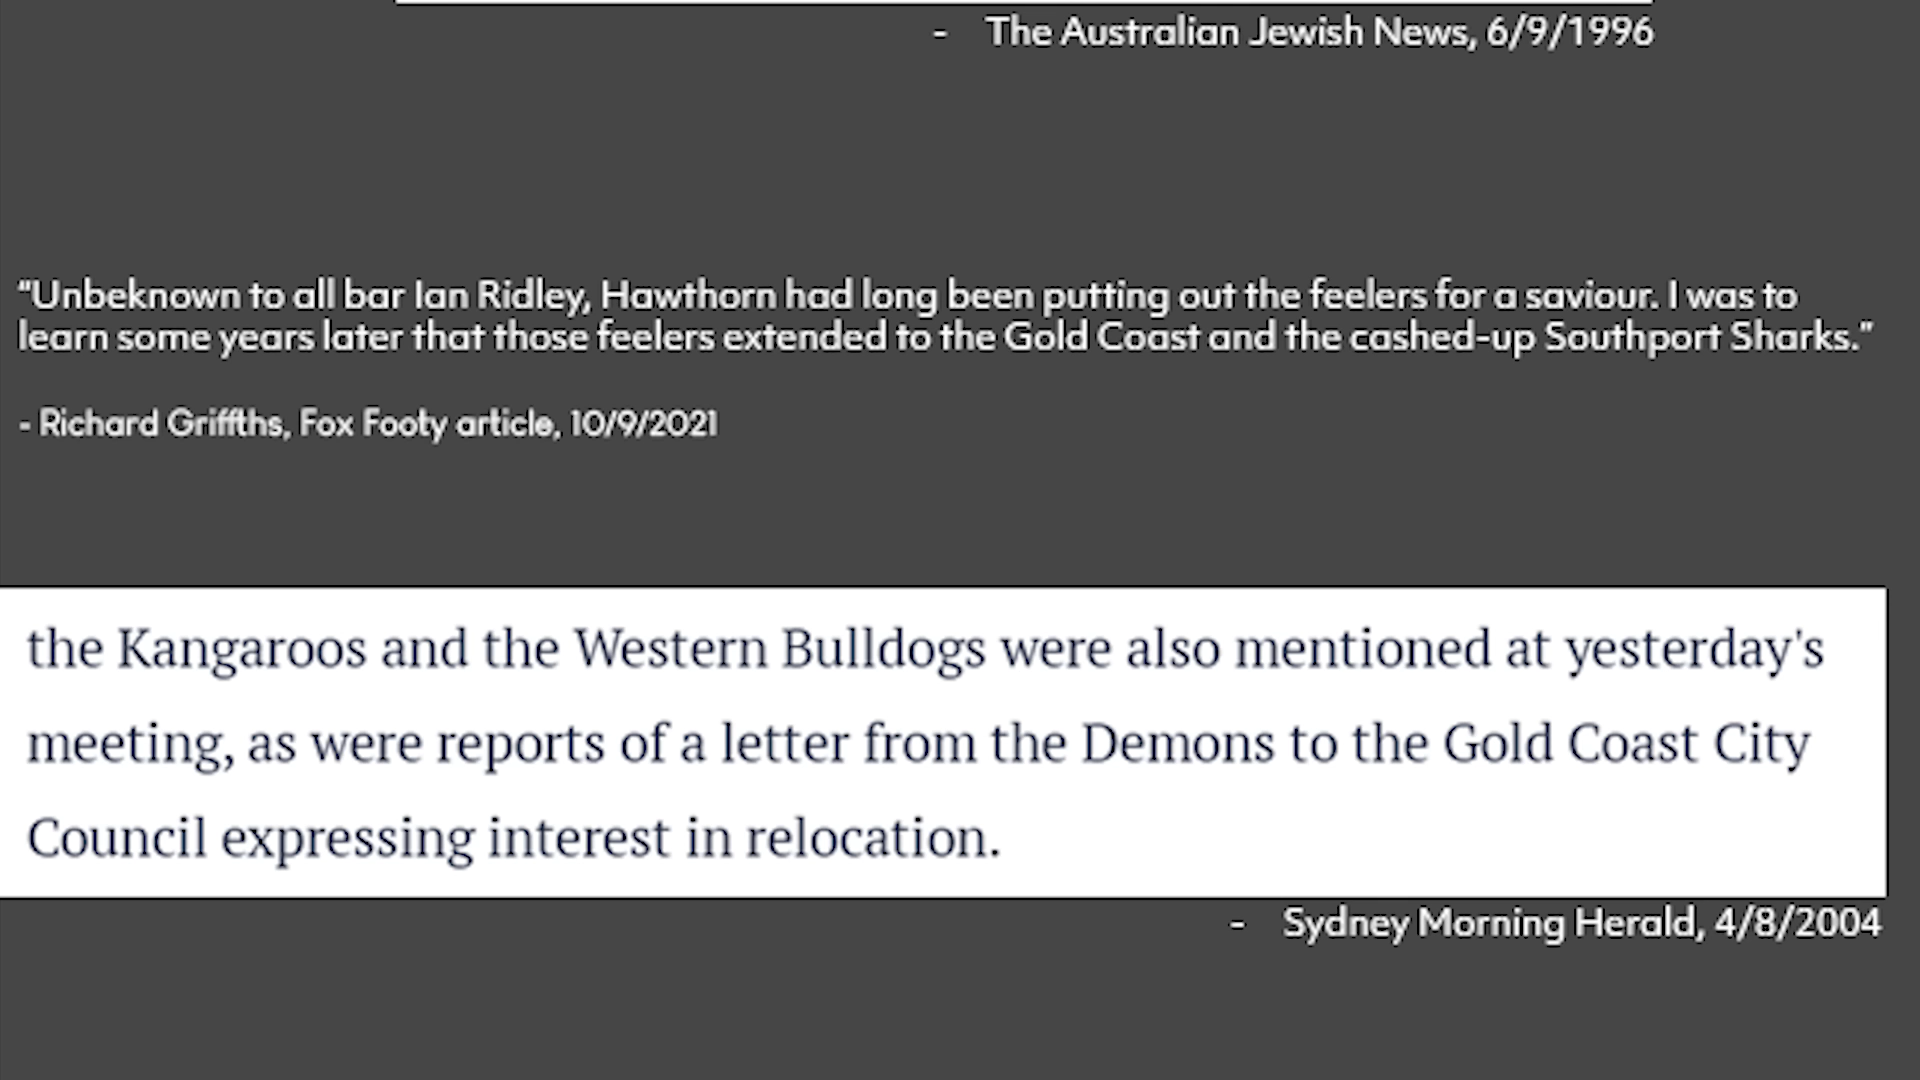 - The Australian Jewish News, 6/9/1996
“Unbeknown to all bar Ian Ridley, Hawthorn had long been putting out the feelers for a saviour. I was to
learn some years later that those feelers extended to the Gold Coast and the cashed-up Southport Sharks.”
- Richard Griffths, Fox Footy article, 10/9/2021
the Kangaroos and the Western Bulldogs were also mentioned at yesterday's
meeting, as were reports of a letter from the Demons to the Gold Coast City
Council expressing interest in relocation.
- Sydney Morning Herald, 4/8/2004